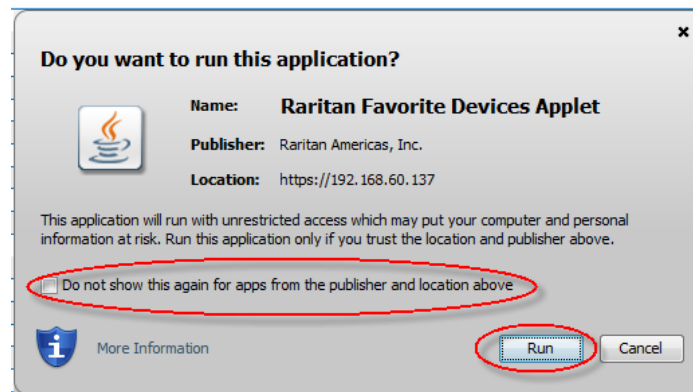 Do you want to run this application?
Name: Raritan Favorite Devices Applet
Publisher: Raritan Americas, Inc.
Location: https://192.168.60.137
This application will run with unrestricted access which may put your computer and personal
information at risk. Run this application only if you trust the location and publisher above.
Do not show this again for apps from the publisher and location above
More Information
Run Cancel